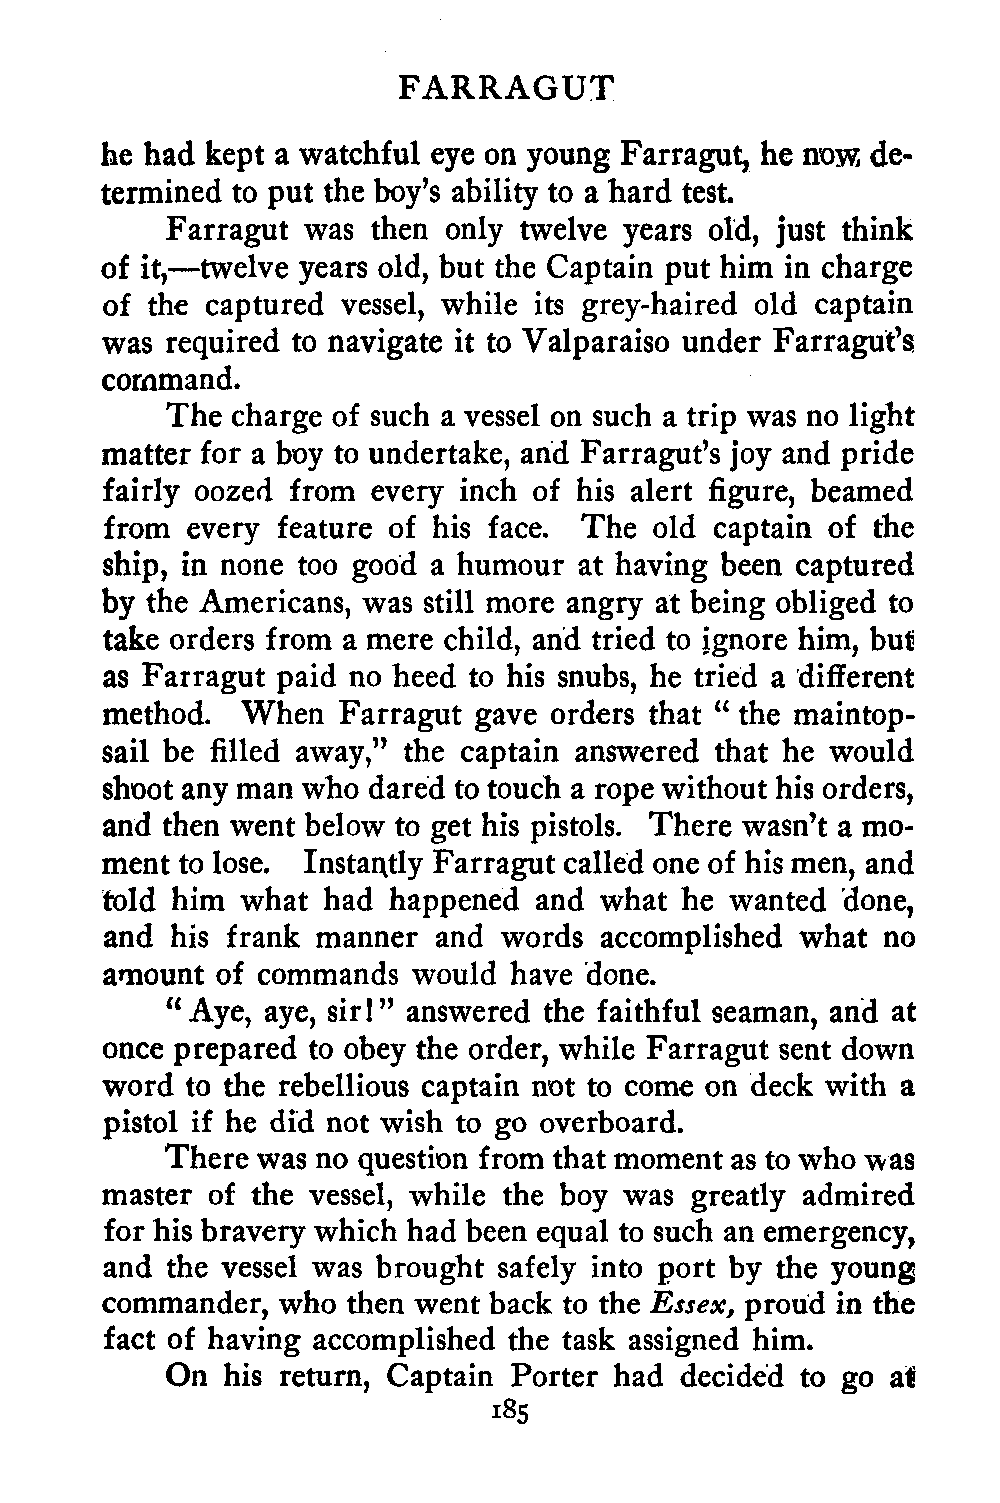 FARRAGUT
he had kept a watchful eye on young Farragut, he now de-
termined to put the boy's ability to a hard test.
Farragut was then only twelve years old, just think
of it,—twelve years old, but the Captain put him in charge
of the captured vessel, while its grey-haired old captain
was required to navigate it to Valparaiso under Farragut's
command.
The charge of such a vessel on such a trip was no light
matter for a boy to undertake, and Farragut's joy and pride
fairly oozed from every inch of his alert figure, beamed
from every feature of his face. The old captain of the
ship, in none too good a humour at having been captured
by the Americans, was still more angry at being obliged to
take orders from a mere child, and tried to ignore him, but
as Farragut paid no heed to his snubs, he tried a different
method. When Farragut gave orders that “ the maintop-
sail be filled away,” the captain answered that he would
shoot any man who dared to touch a rope without his orders,
and then went below to get his pistols. There wasn't a mo-
ment to lose. Instantly Farragut called one of his men, and
told him what had happened and what he wanted done,
and his frank manner and words accomplished what no
amount of commands would have done.
“ Aye, aye, sir! ” answered the faithful seaman, and at
once prepared to obey the order, while Farragut sent down
word to the rebellious captain not to come on deck with a
pistol if he did not wish to go overboard.
There was no question from that moment as to who was
master of the vessel, while the boy was greatly admired
for his bravery which had been equal to such an emergency,
and the vessel was brought safely into port by the young
commander, who then went back to the Essex, proud in the
fact of having accomplished the task assigned him.
On his return, Captain Porter had decided to go at
185